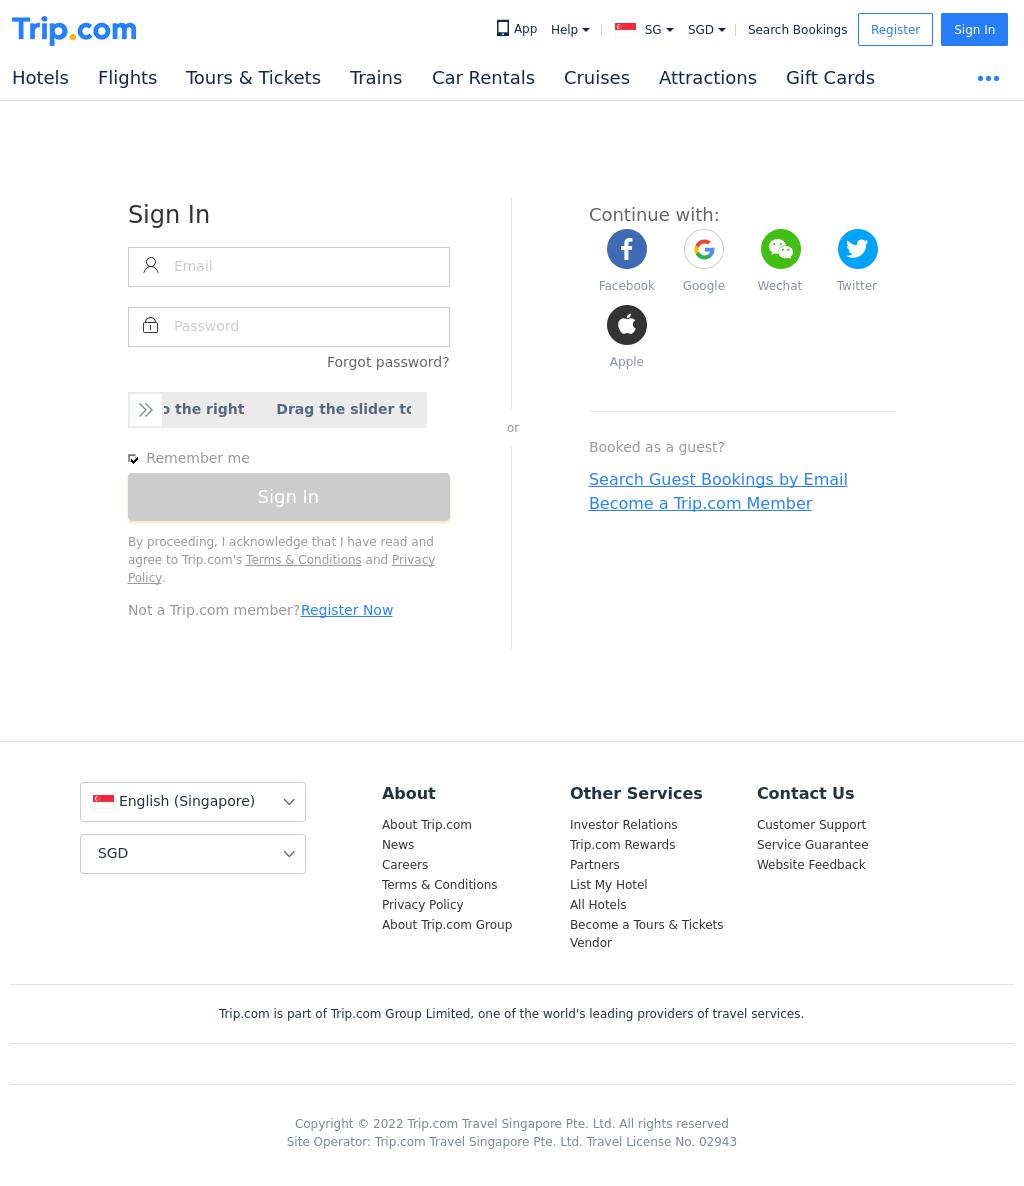 Trip.com
App Help SG SGD Search Bookings Register Sign In
Hotels Flights Tours & Tickets Trains Car Rentals Cruises Attractions Gift Cards
Sign In
Email
Password
Forgot password?
the right Drag the slider
Remember me
Sign In
By proceeding, I acknowledge that I have read and
agree to Trip.com's Terms & Conditions and Privacy
Policy.
Not a Trip.com member?Register Now
or
Continue with:
Facebook Google Wechat Twitter
Apple
Booked as a guest?
Search Guest Bookings by Email
Become a Trip.com Member
English (Singapore)
SGD
About
About Trip.com
News
Careers
Terms & Conditions
Privacy Policy
About Trip.com Group
Other Services
Investor Relations
Trip.com Rewards
Partners
List My Hotel
All Hotels
Become a Tours & Tickets
Vendor
Contact Us
Customer Support
Service Guarantee
Website Feedback
Trip.com is part of Trip.com Group Limited, one of the world's leading providers of travel services.
Copyright © 2022 Trip.com Travel Singapore Pte. Ltd. All rights reserved
Site Operator: Trip.com Travel Singapore Pte. Ltd. Travel License No. 02943